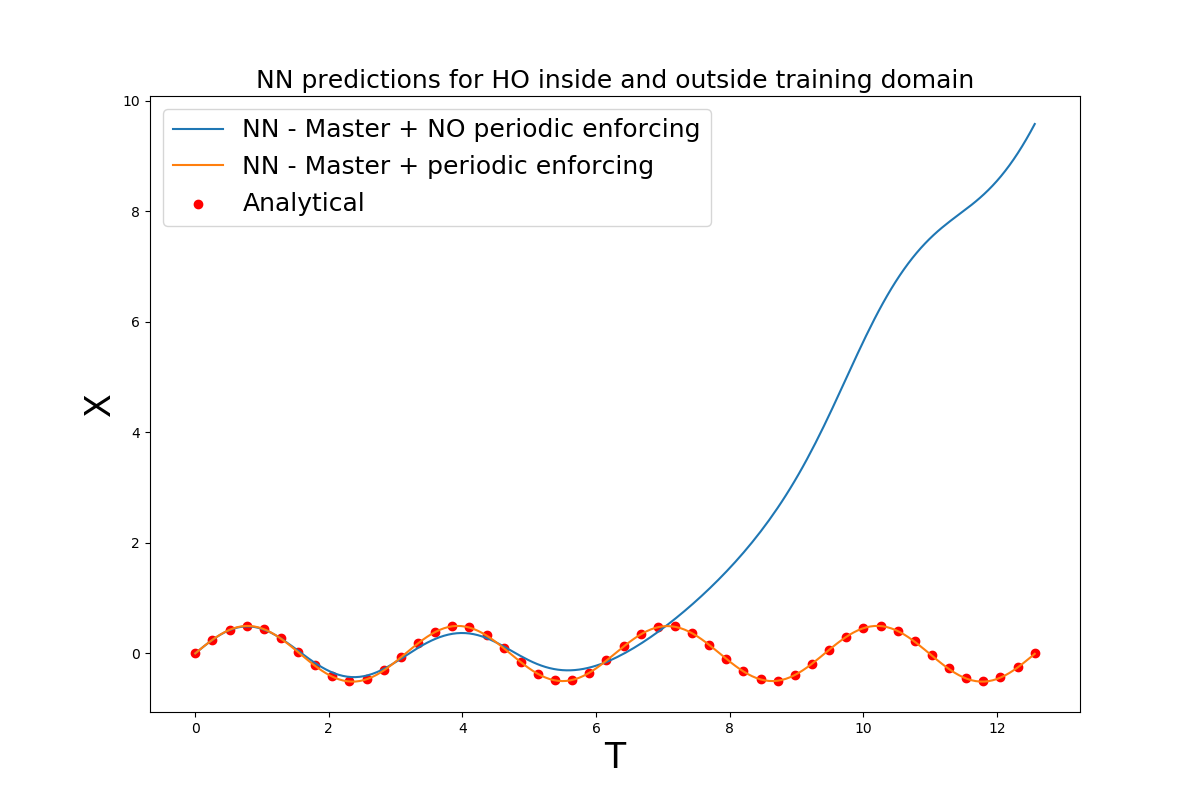 NN predictions for HO inside and outside training domain
NN - Master + NO periodic enforcing
NN - Master + periodic enforcing
Analytical
10
8
6
4
2
0
X
0 2 4 6 8 10 12
T